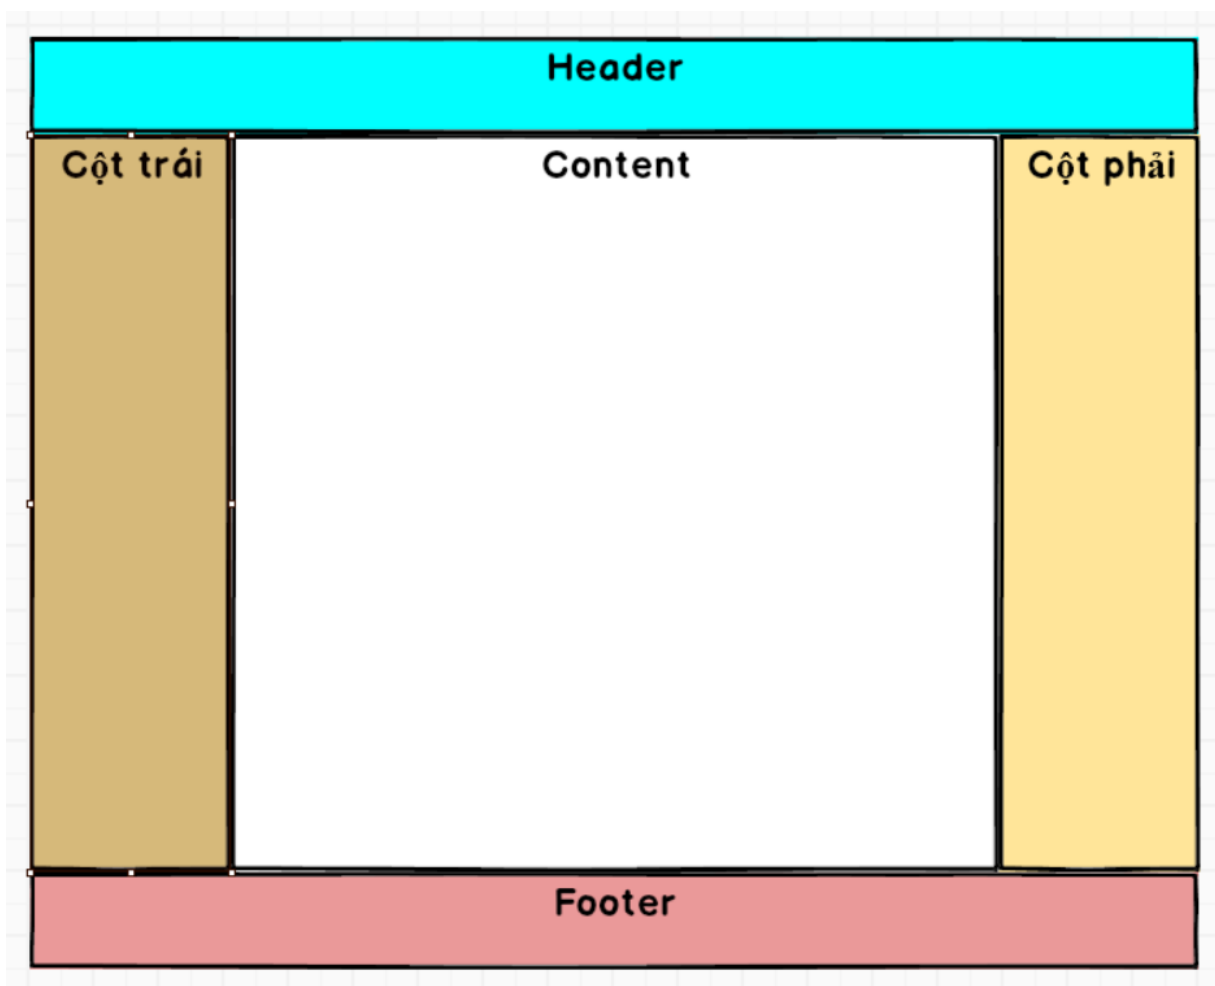 Header
Cột trái
Content
Cột phải
Footer